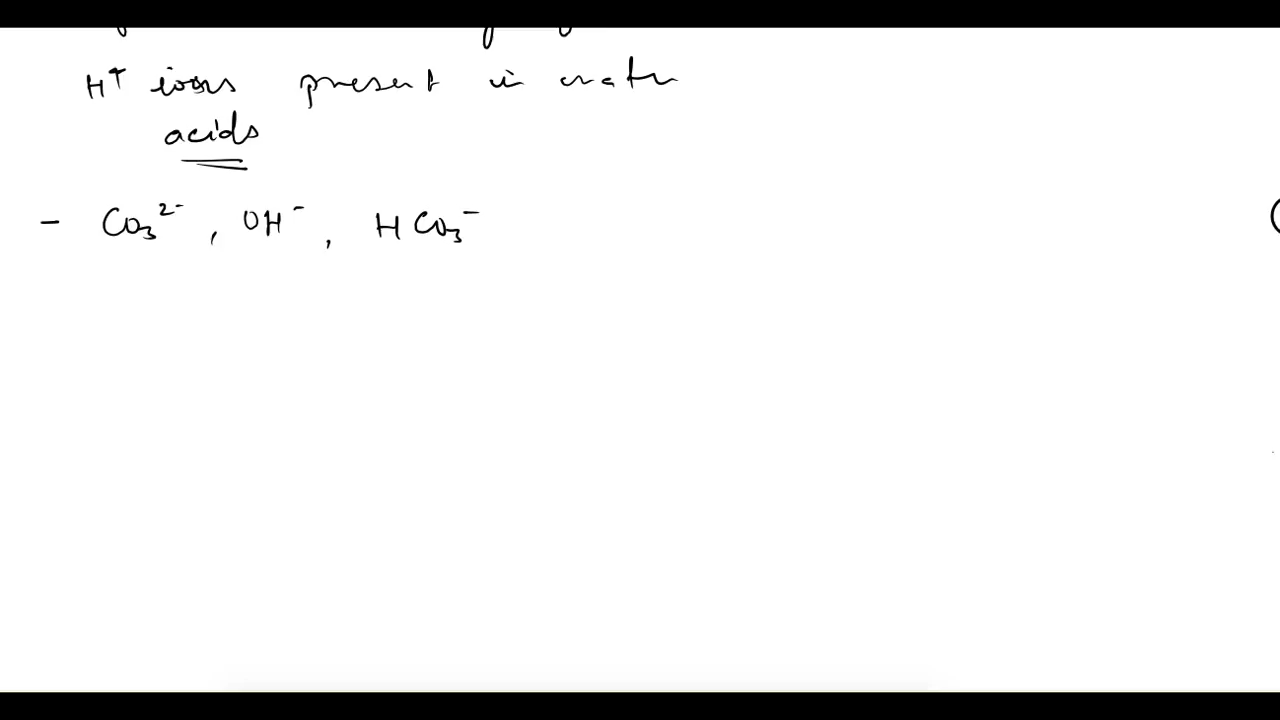 H⁺ ions present in water
acids
- CO₃²⁻, OH⁻, HCO₃⁻